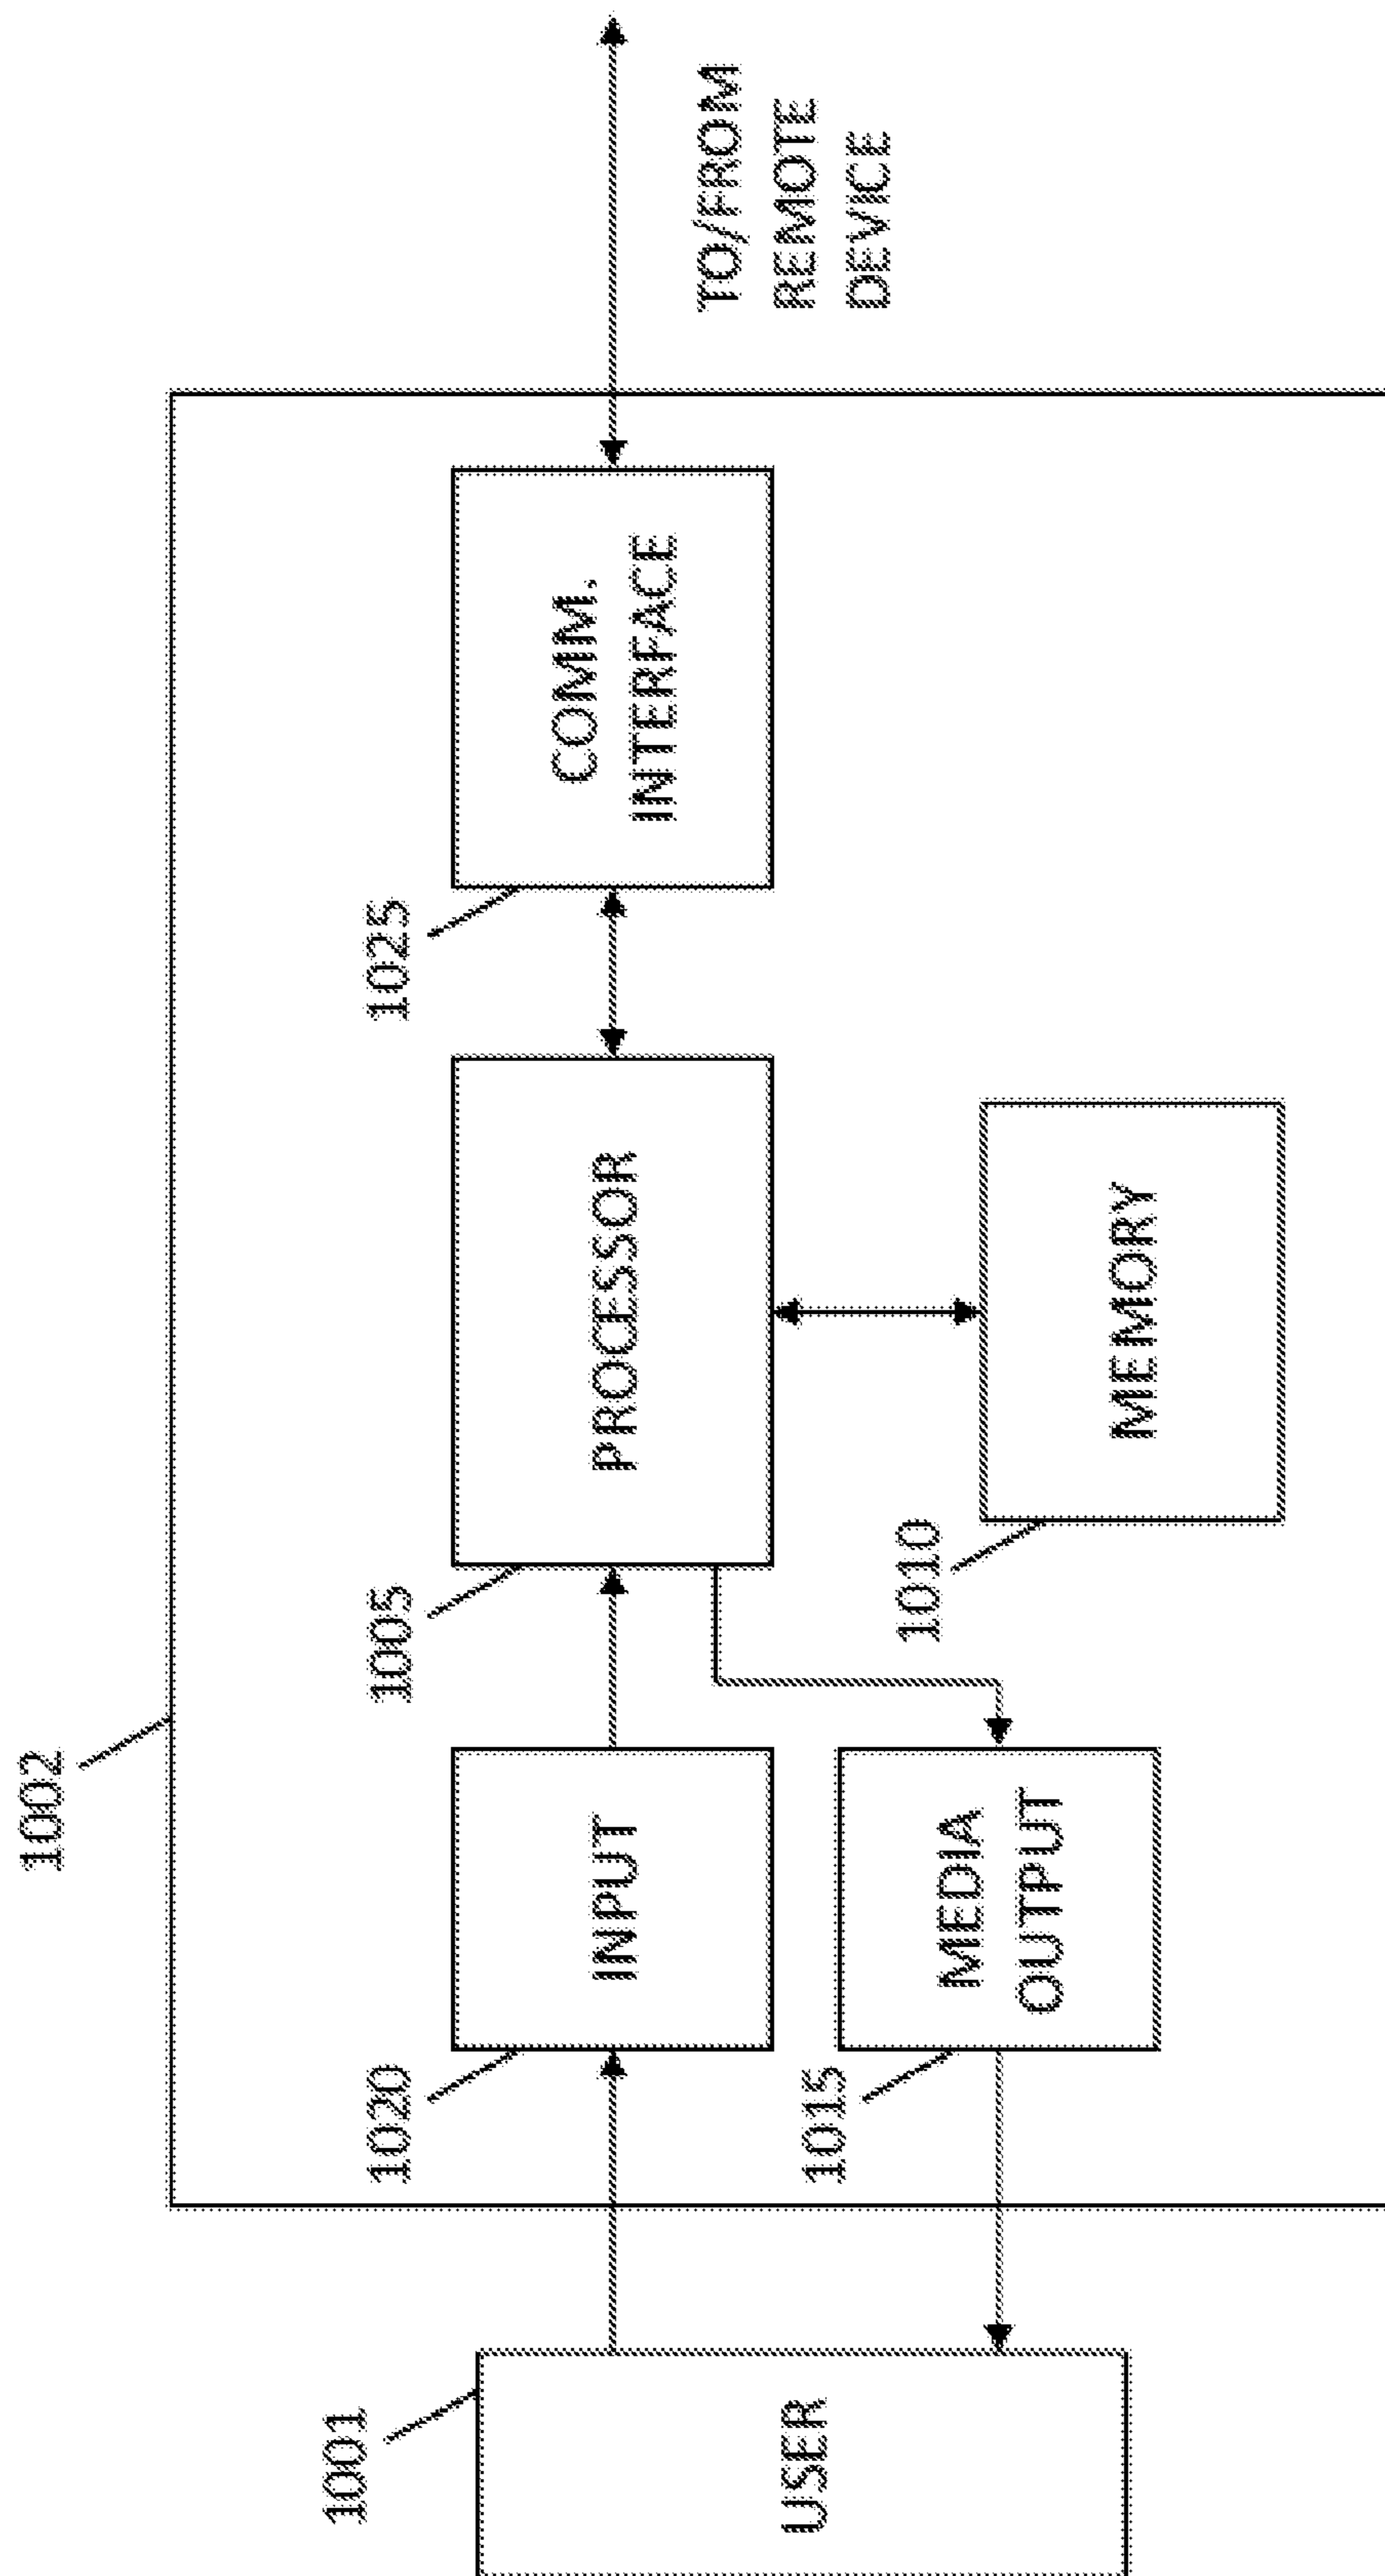 1002
1001
USER
1020
INPUT
1015
MEDIA
OUTPUT
1005
PROCESSOR
1010
MEMORY
1025
COMM.
INTERFACE
TO/FROM
REMOTE
DEVICE